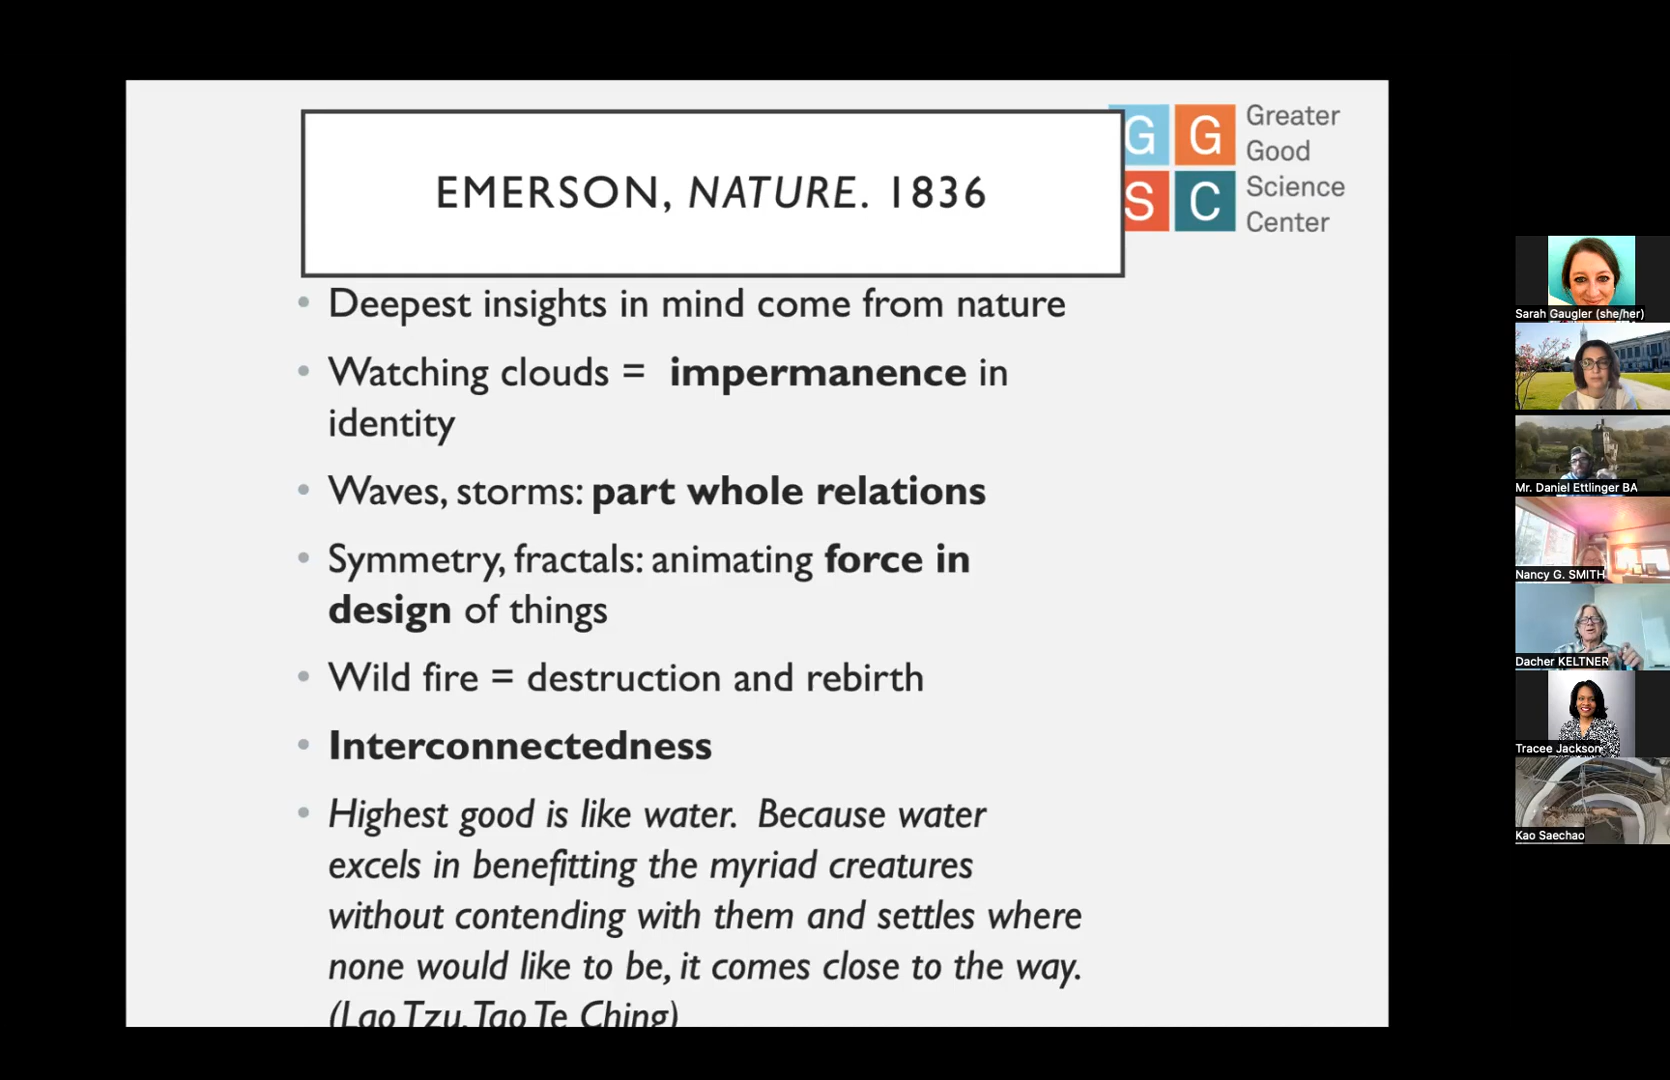 EMERSON, NATURE. 1836
G G
S C
Greater
Good
Science
Center
• Deepest insights in mind come from nature
• Watching clouds = impermanence in
identity
• Waves, storms: part whole relations
• Symmetry, fractals: animating force in
design of things
• Wild fire = destruction and rebirth
• Interconnectedness
• Highest good is like water. Because water
excels in benefitting the myriad creatures
without contending with them and settles where
none would like to be, it comes close to the way.
(Lao Tzu, Tao Te Ching)
Sarah Gaugler (she/her)
Mr. Daniel Ettlinger BA
Nancy G. SMITH
Dacher KELTNER
Tracee Jackson
Kao Saechao